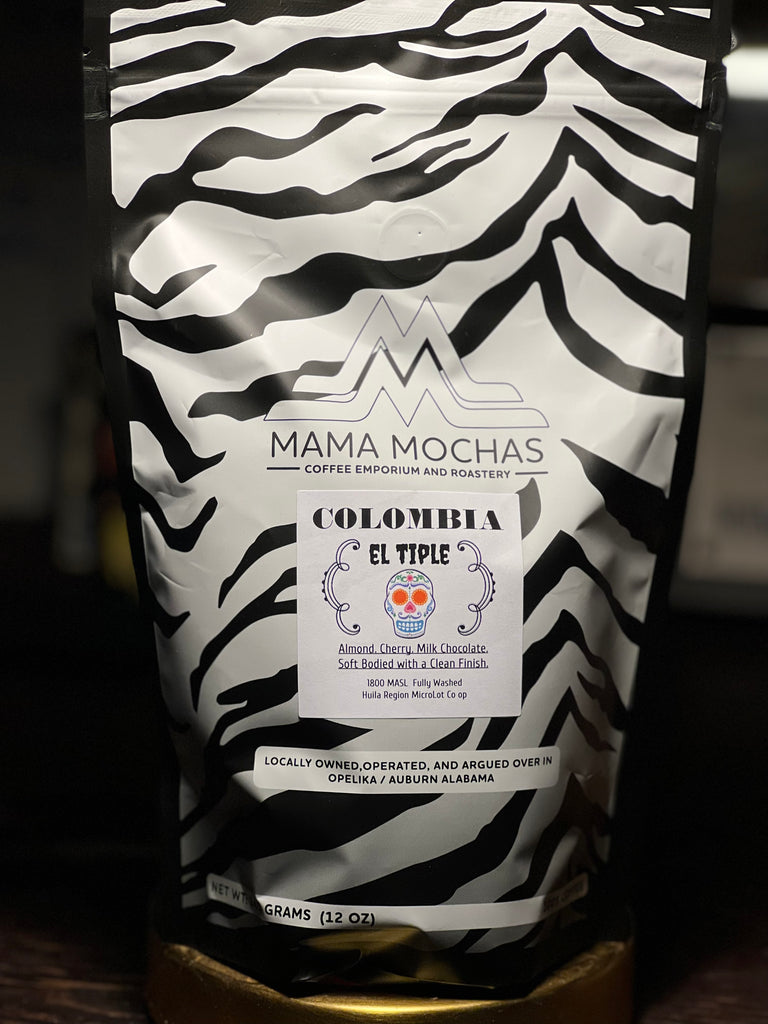 MAMA MOCHAS
COFFEE EMPORIUM AND ROASTERY
COLOMBIA
EL TIPLE
Almond, Cherry, Milk Chocolate.
Soft Bodied with a Clean Finish.
1800 MASL Fully Washed
Huila Region MicroLot Co op
LOCALLY OWNED,OPERATED, AND ARGUED OVER IN
OPELIKA / AUBURN ALABAMA
NET WT. GRAMS (12 OZ)